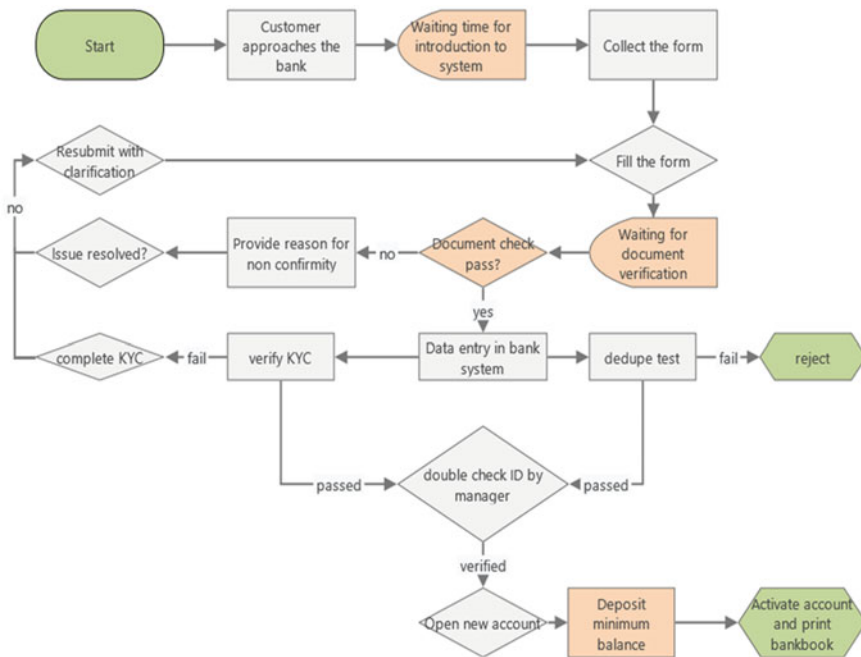 Start
Customer
approaches the
bank
Waiting time for
introduction to
system
Collect the form
Resubmit with
clarification
Fill the form
no
Issue resolved?
Provide reason for
non confirmity
no
Document check
pass?
Waiting for
document
verification
yes
complete KYC
fail
verify KYC
Data entry in bank
system
dedupe test
fail
reject
passed
double check ID by
manager
passed
verified
Open new account
Deposit
minimum
balance
Activate account
and print
bankbook